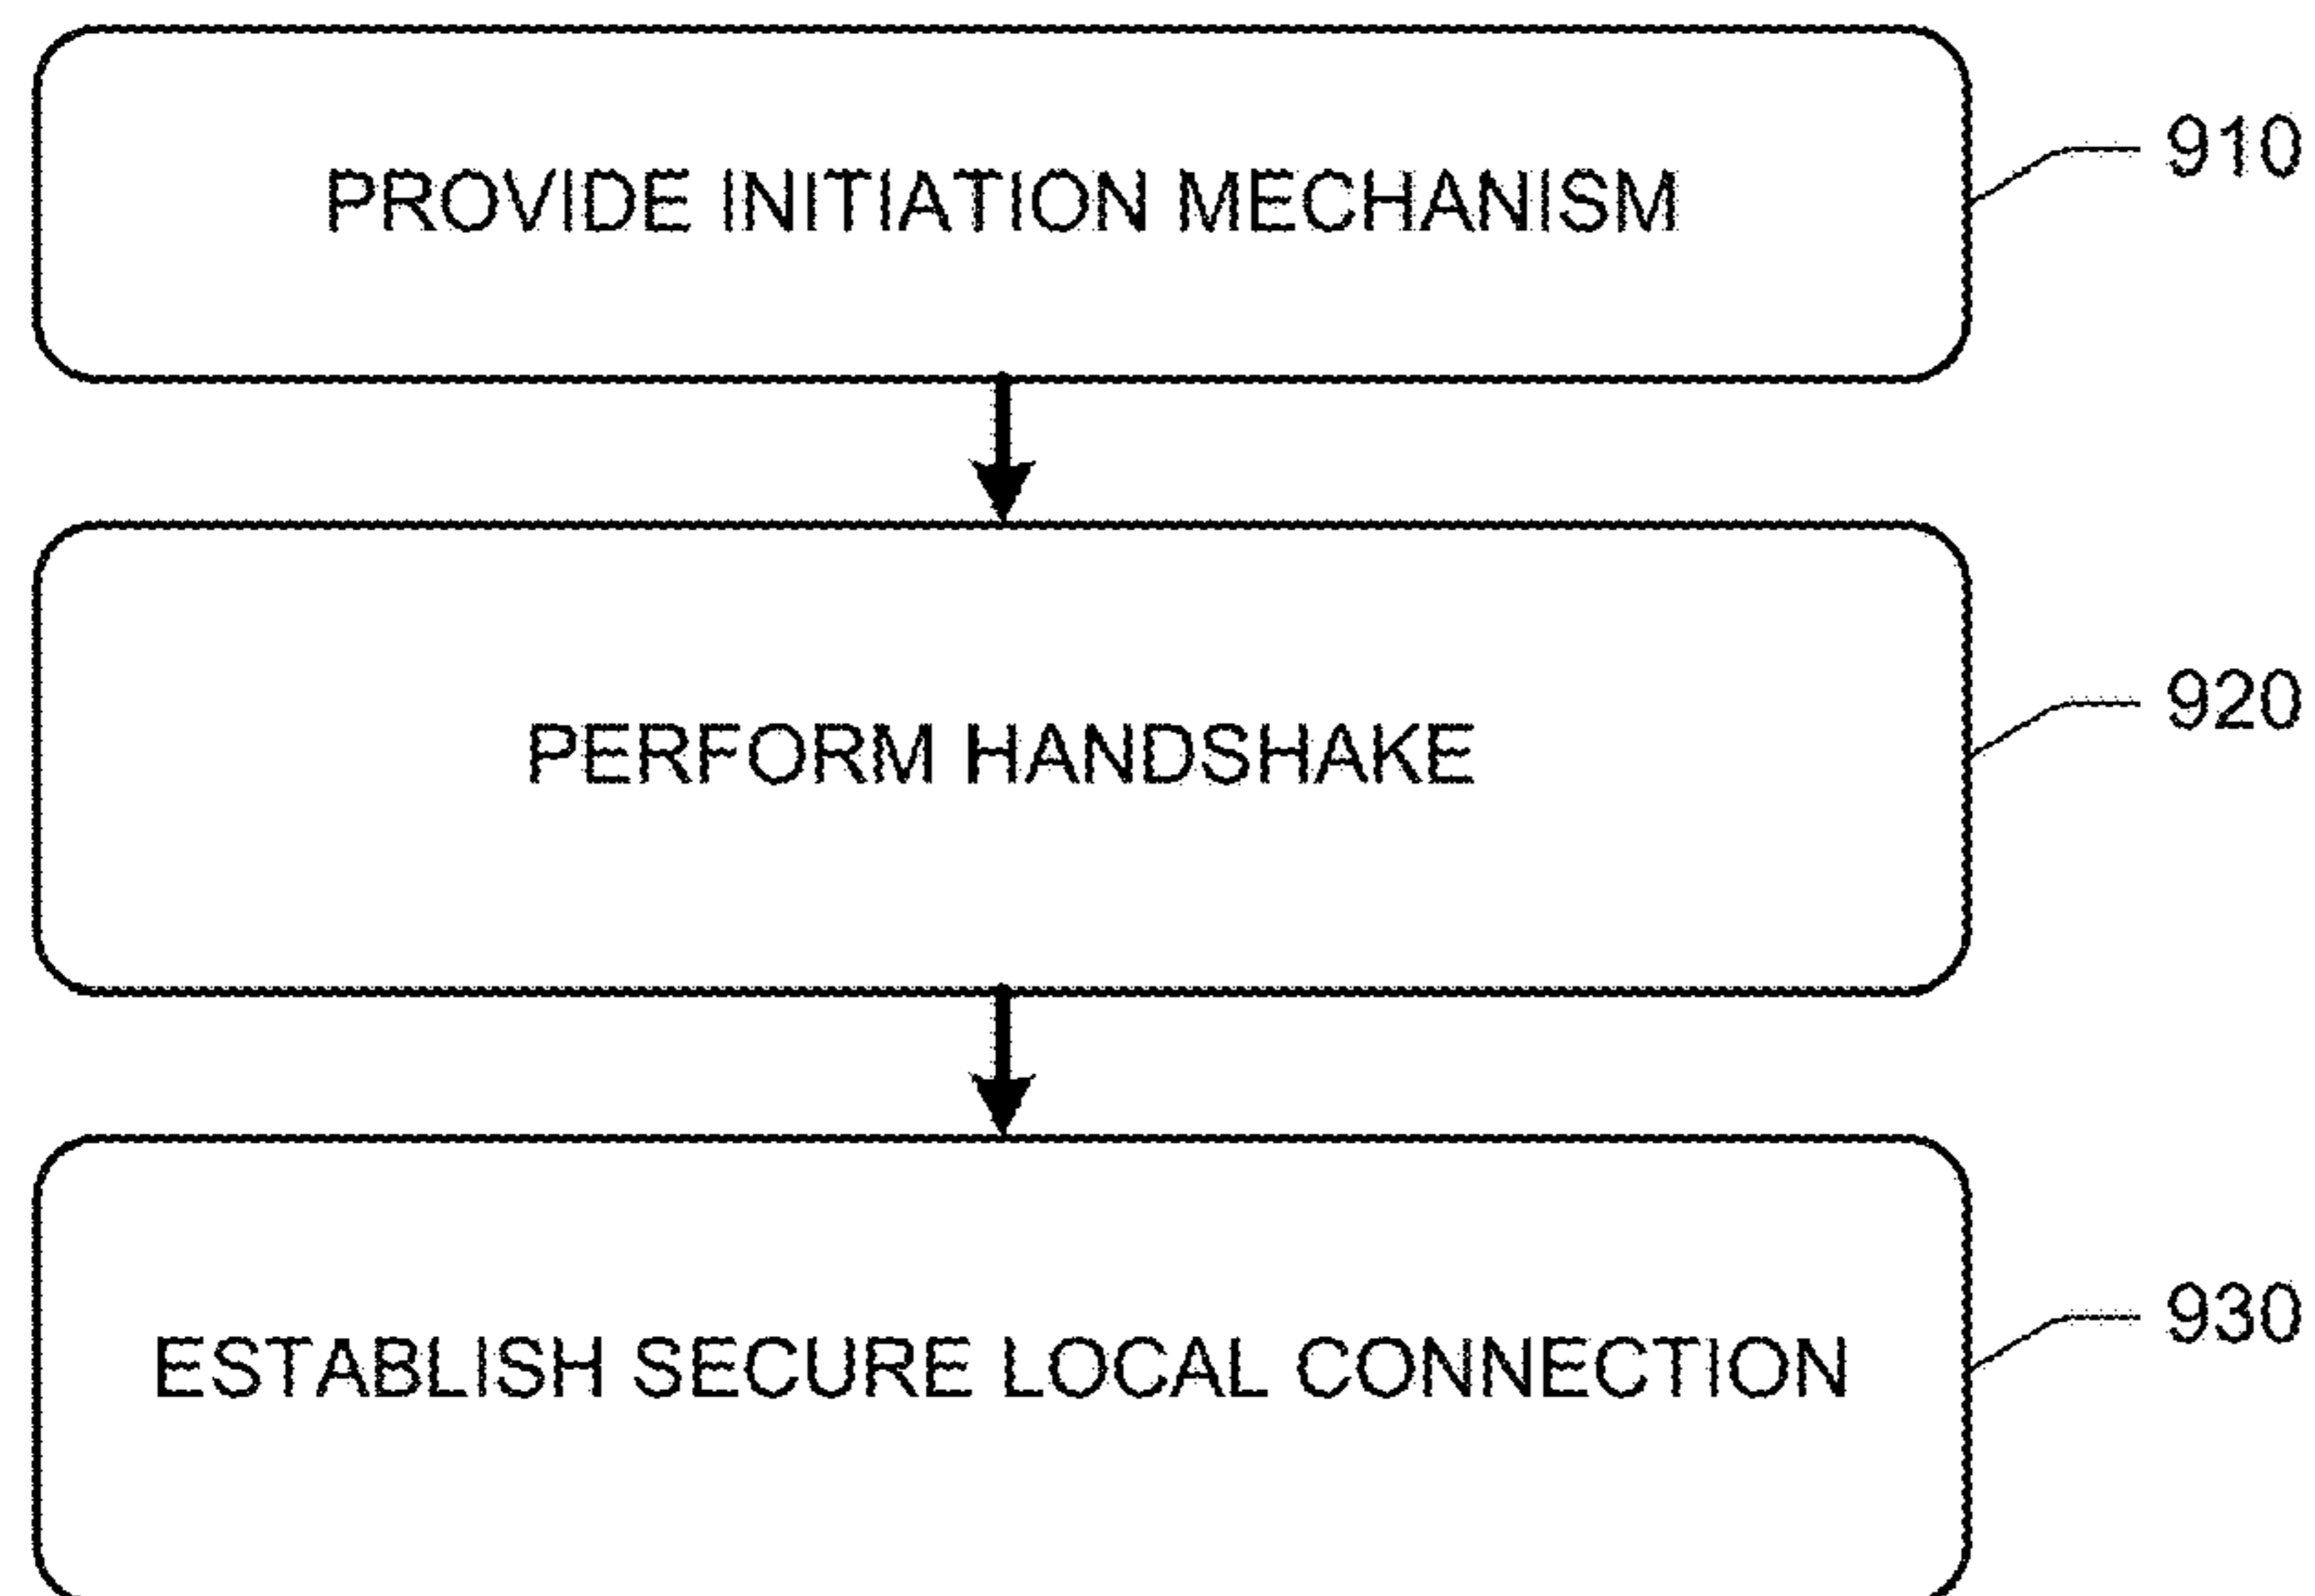 PROVIDE INITIATION MECHANISM
910
PERFORM HANDSHAKE
920
ESTABLISH SECURE LOCAL CONNECTION
930